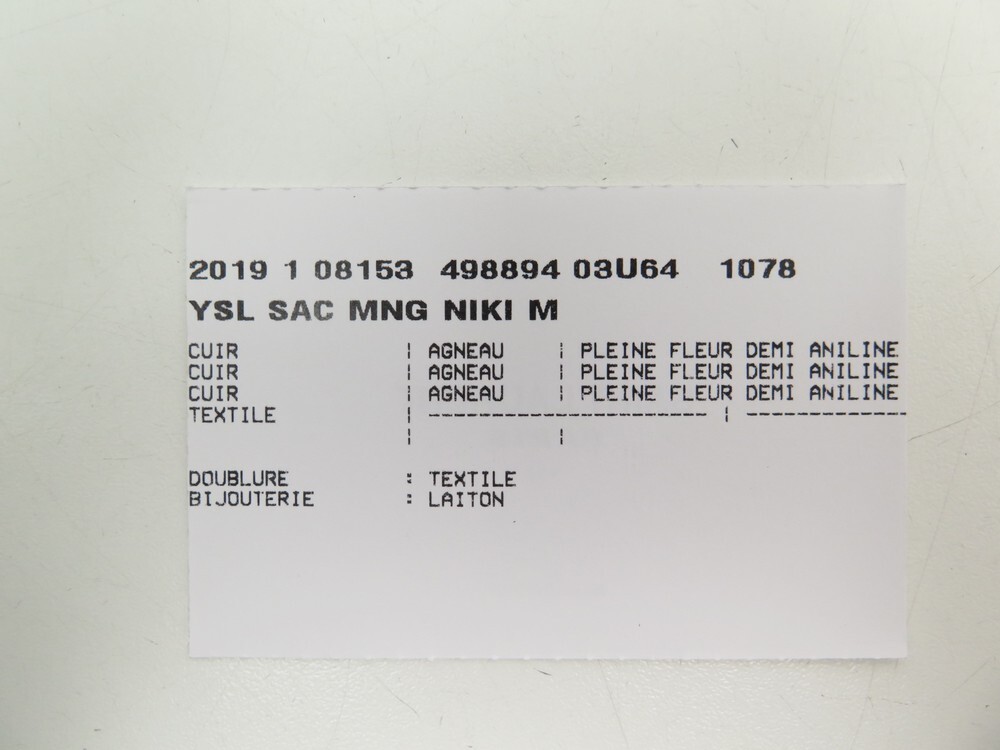 2019 1 08153 498894 03U64 1078
YSL SAC MNG NIKI M
CUIR | AGNEAU | PLEINE FLEUR DEMI ANILINE
CUIR | AGNEAU | PLEINE FLEUR DEMI ANILINE
CUIR | AGNEAU | PLEINE FLEUR DEMI ANILINE
TEXTILE | ---------------------- | -------------
| |
DOUBLURE : TEXTILE
BIJOUTERIE : LAITON